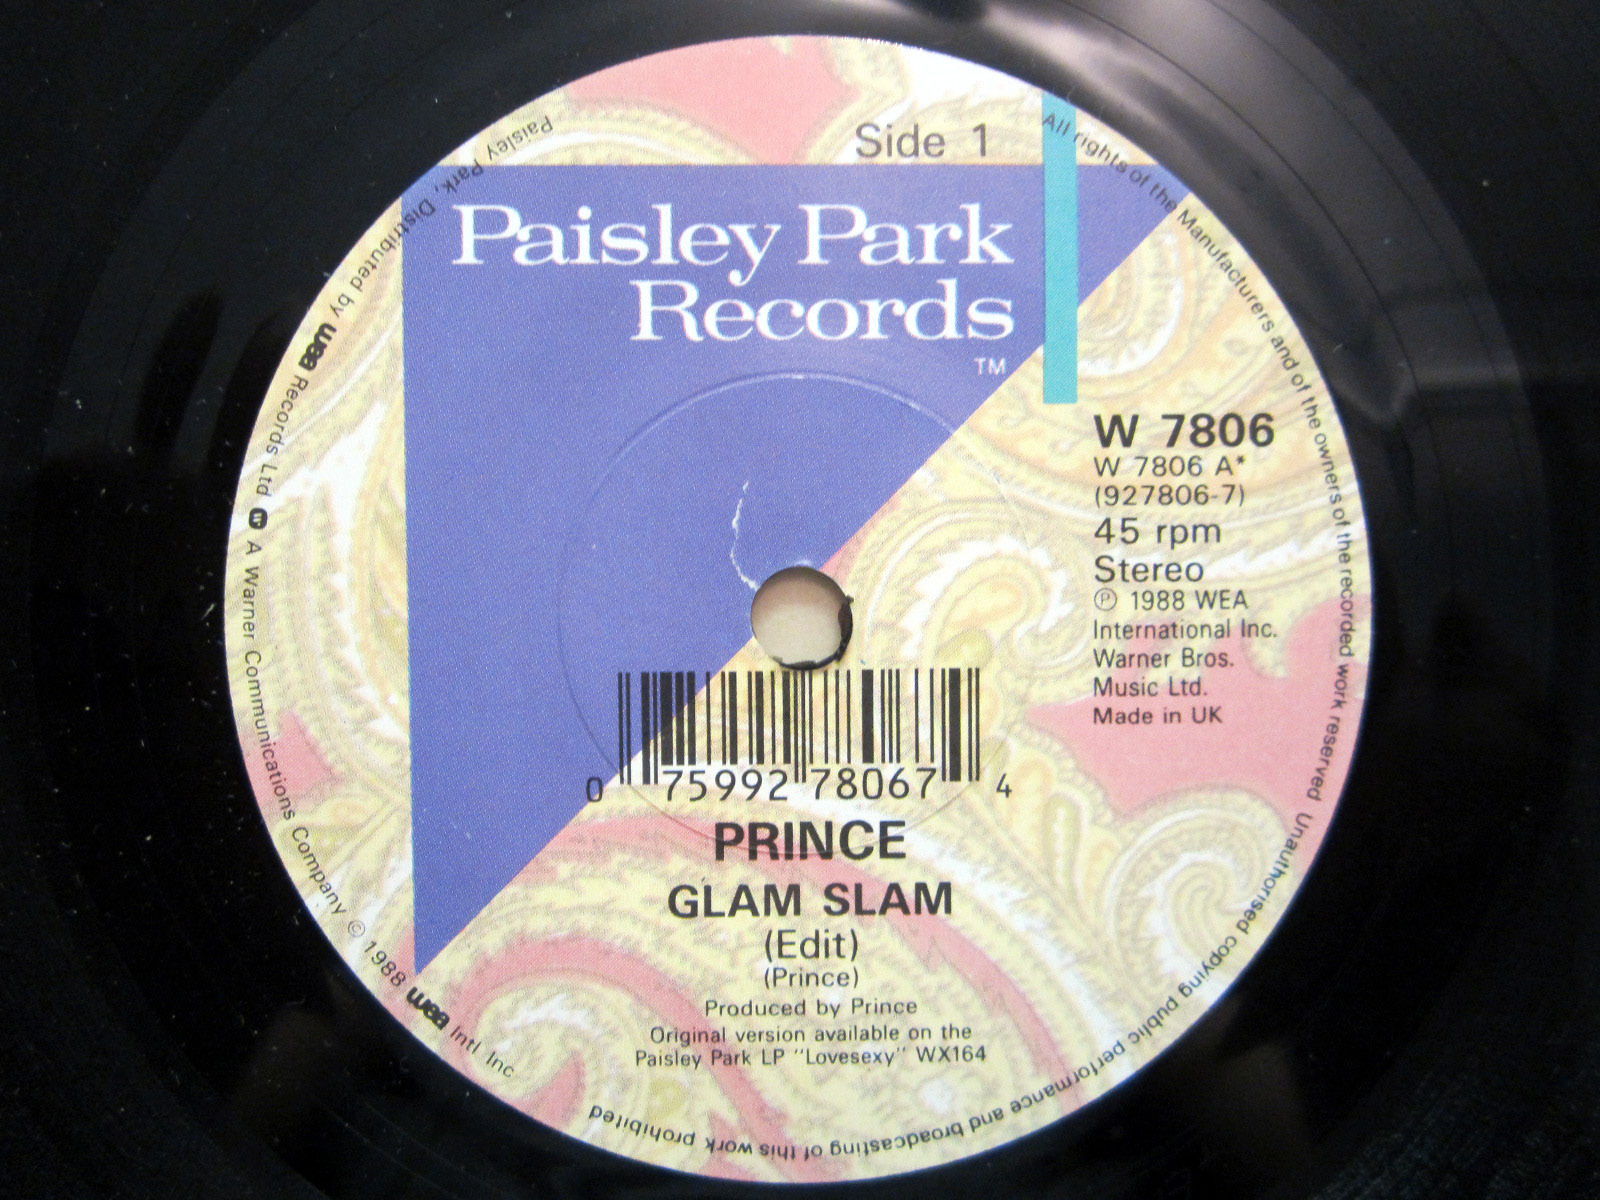 Side 1
Paisley Park
Records
TM
W 7806
W 7806 A*
(927806-7)
45 rpm
Stereo
Ⓟ 1988 WEA
International Inc.
Warner Bros.
Music Ltd.
Made in UK
0 75992 78067 4
PRINCE
GLAM SLAM
(Edit)
(Prince)
Produced by Prince
Original version available on the
Paisley Park LP "Lovesexy" WX164
Paisley Park, Distributed by wea Records Ltd A Warner Communications Company © 1988 wea Intl Inc
All rights of the Manufacturers and of the owners of the recorded work reserved Unauthorised copying public performance and broadcasting of this work prohibited